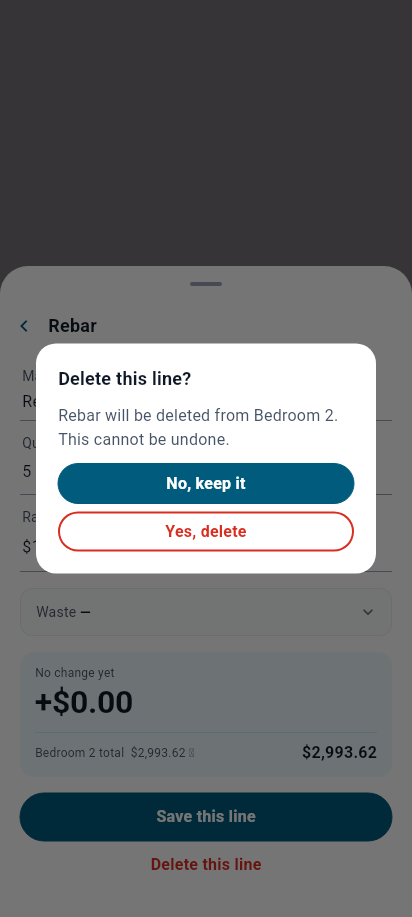 Rebar
Delete this line?
Rebar will be deleted from Bedroom 2.
This cannot be undone.
No, keep it
Yes, delete
5
Waste —
No change yet
+$0.00
Bedroom 2 total $2,993.62
$2,993.62
Save this line
Delete this line